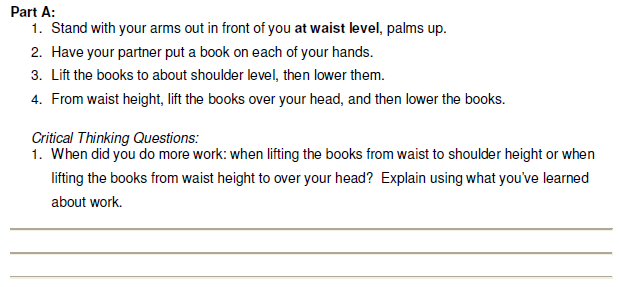 Part A:
1. Stand with your arms out in front of you at waist level, palms up.
2. Have your partner put a book on each of your hands.
3. Lift the books to about shoulder level, then lower them.
4. From waist height, lift the books over your head, and then lower the books.
Critical Thinking Questions:
1. When did you do more work: when lifting the books from waist to shoulder height or when
lifting the books from waist height to over your head? Explain using what you've learned
about work.